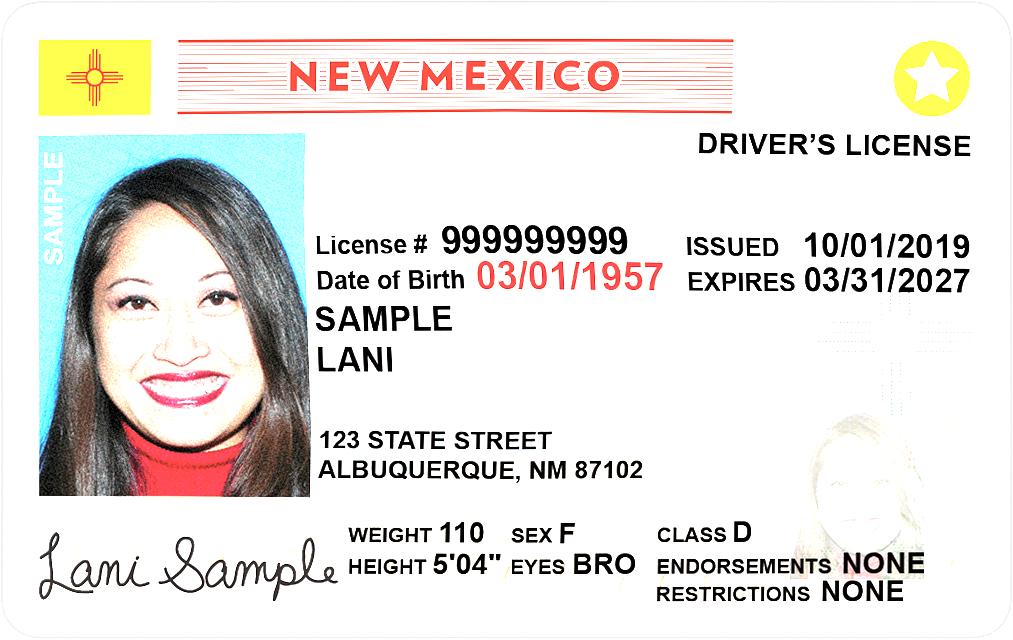 NEW MEXICO
DRIVER'S LICENSE
SAMPLE
License # 999999999
ISSUED 10/01/2019
Date of Birth 03/01/1957
EXPIRES 03/31/2027
SAMPLE
LANI
123 STATE STREET
ALBUQUERQUE, NM 87102
WEIGHT 110 SEX F
CLASS D
HEIGHT 5'04" EYES BRO
ENDORSEMENTS NONE
RESTRICTIONS NONE
Lani Sample